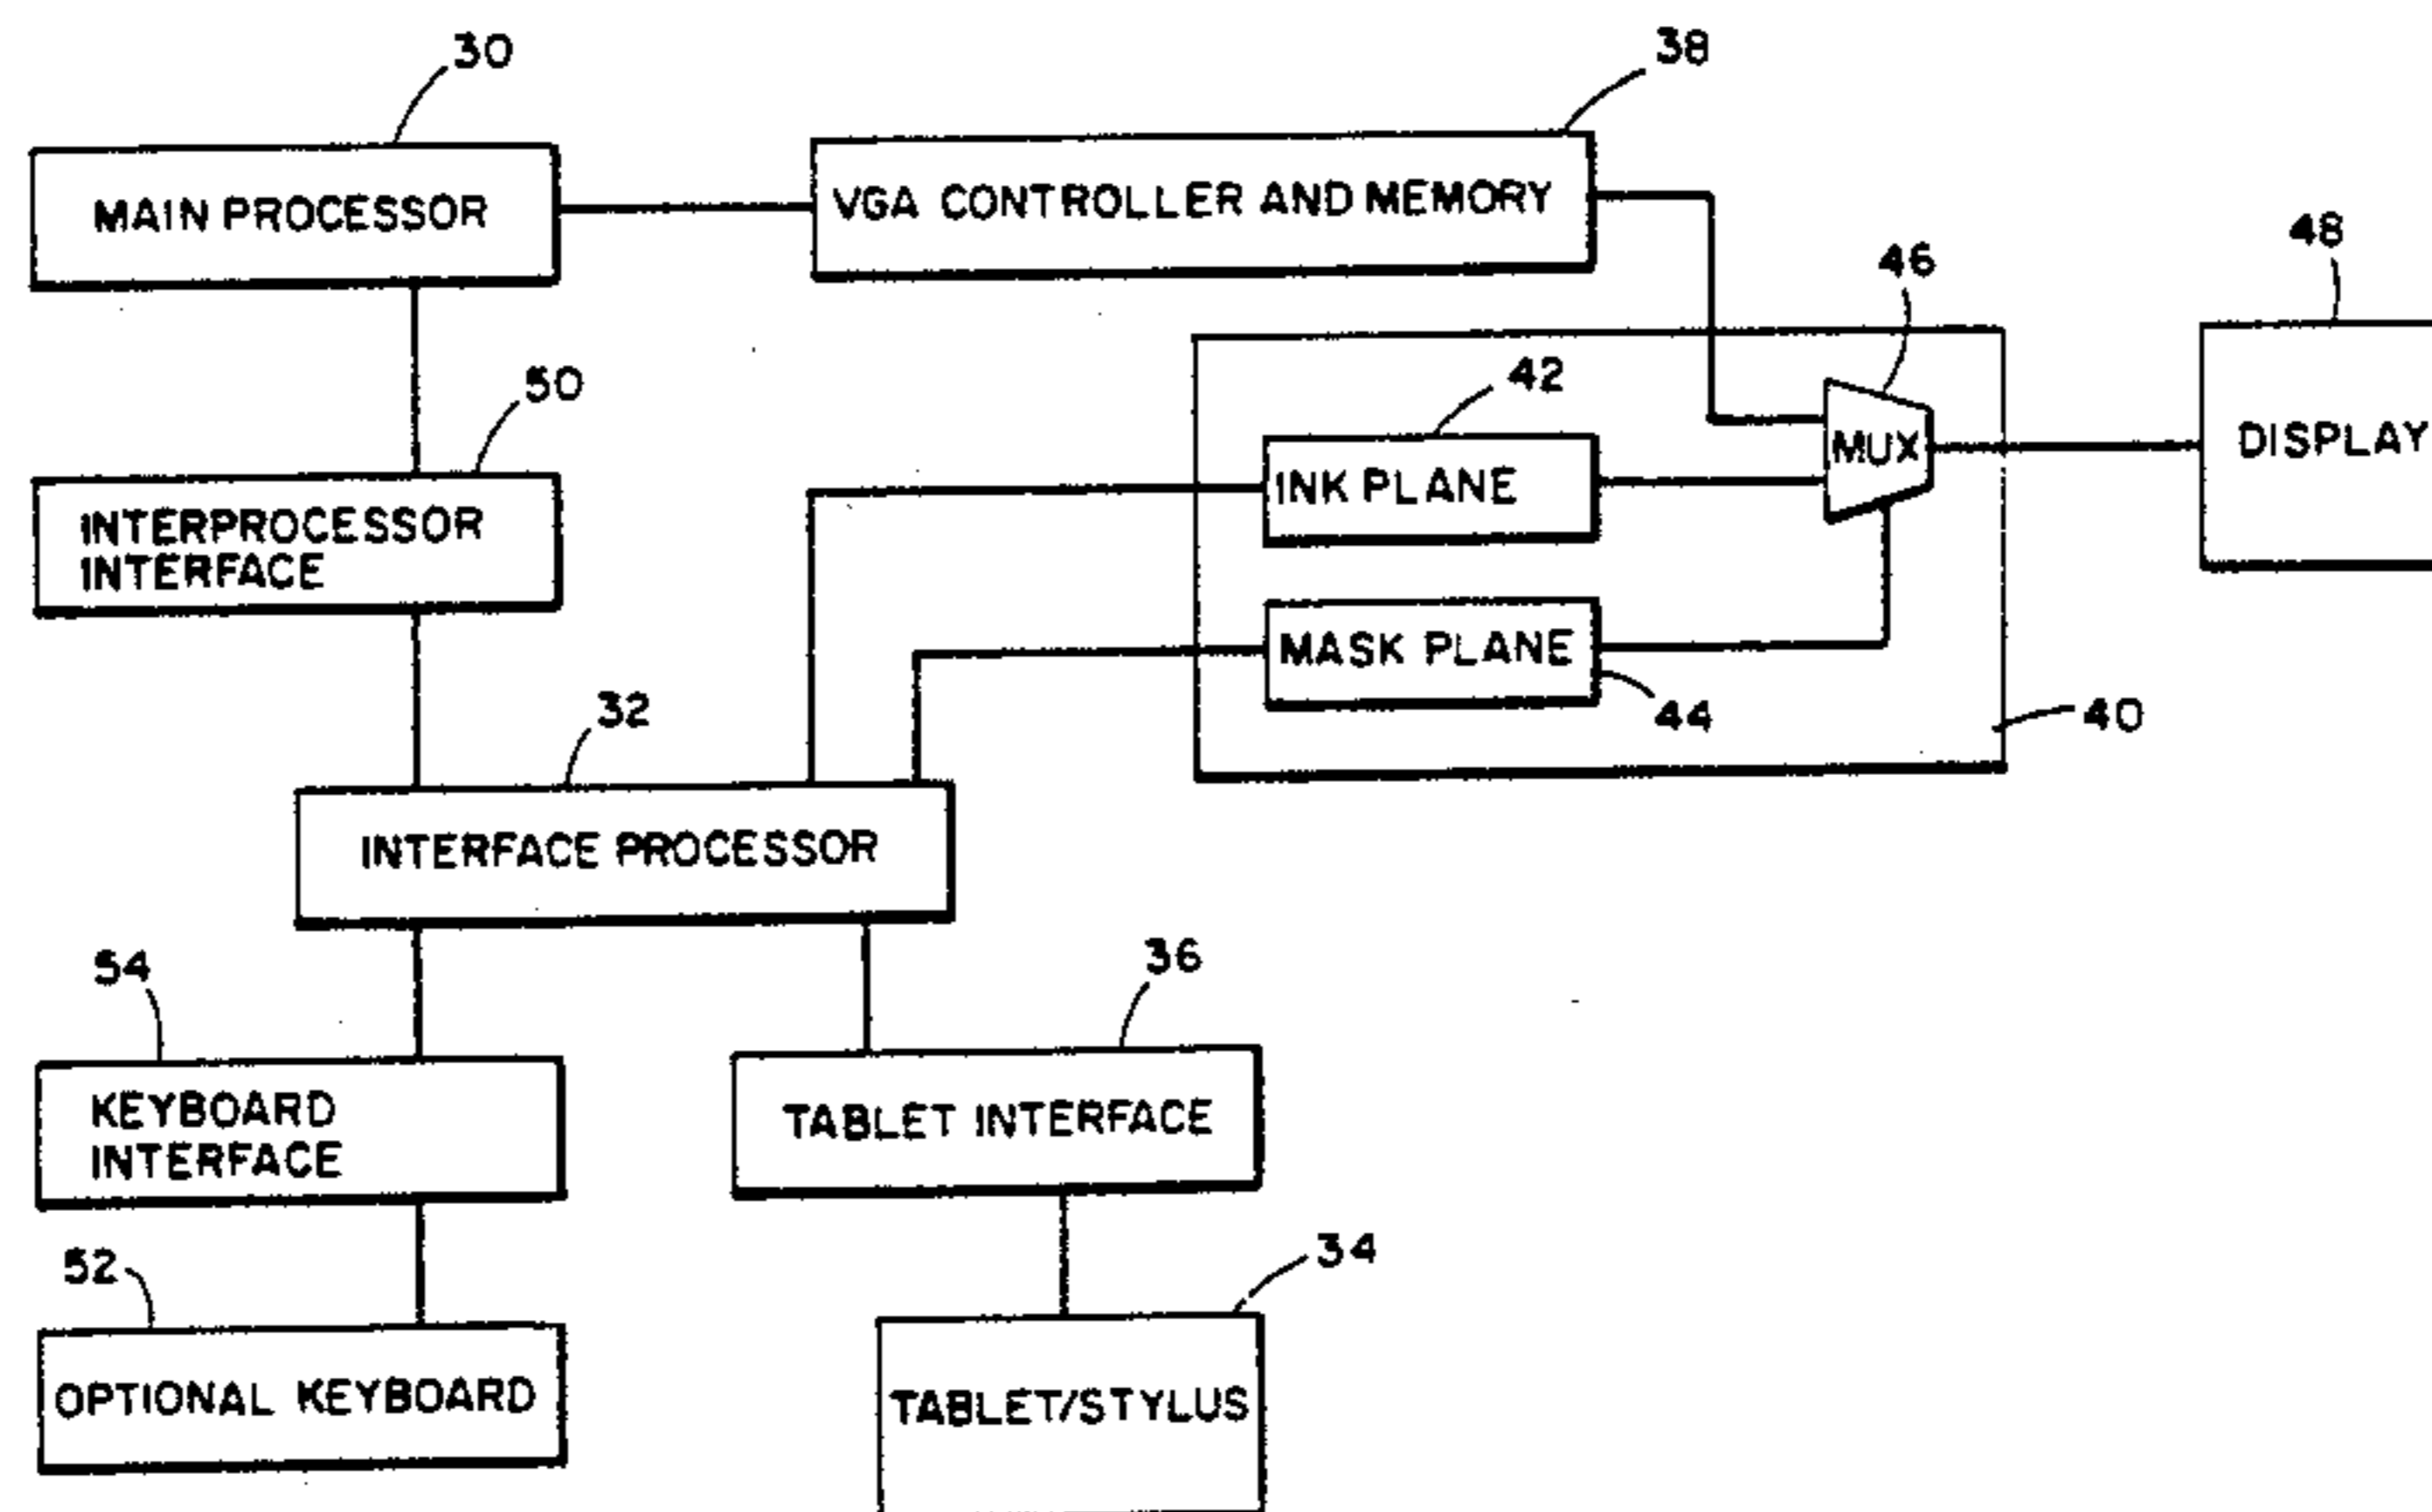 30
38
MAIN PROCESSOR
VGA CONTROLLER AND MEMORY
48
46
50
42
DISPLAY
MUX
INK PLANE
INTERPROCESSOR
INTERFACE
MASK PLANE
44
40
32
INTERFACE PROCESSOR
54
36
KEYBOARD
INTERFACE
TABLET INTERFACE
52
34
OPTIONAL KEYBOARD
TABLET/STYLUS